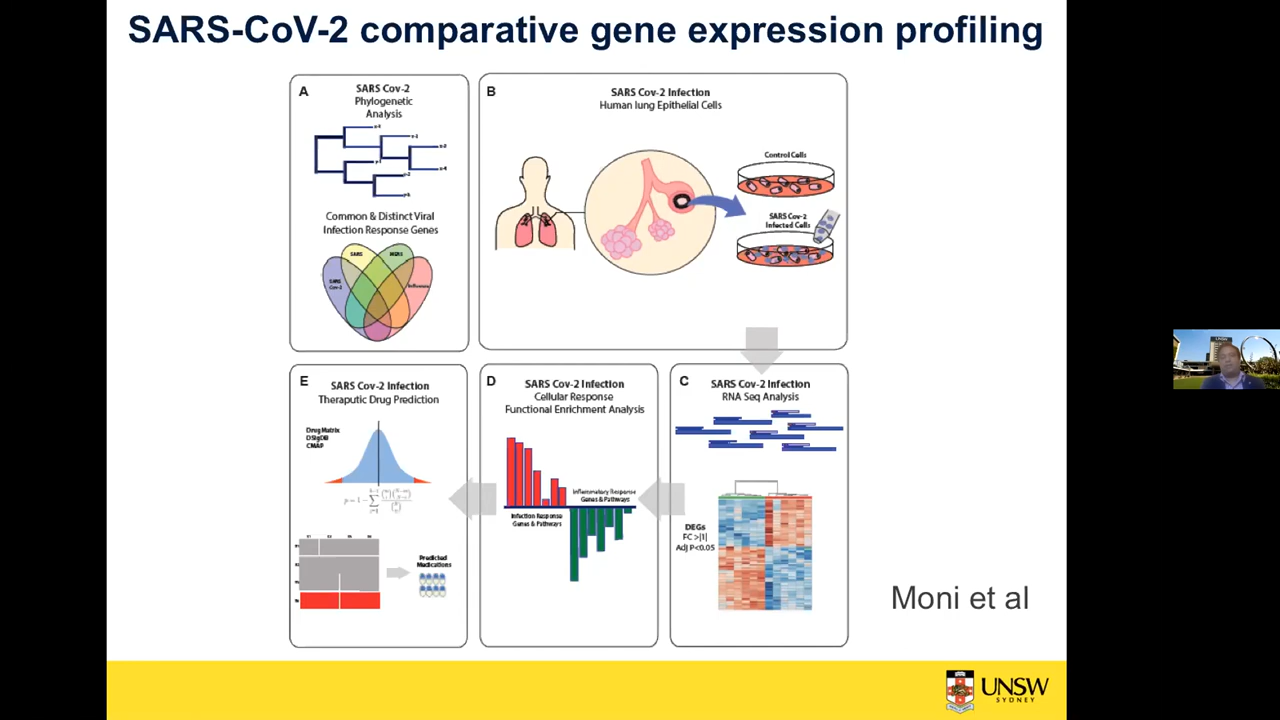 SARS-CoV-2 comparative gene expression profiling
A
SARS Cov-2
Phylogenetic
Analysis
Common & Distinct Viral
Infection Response Genes
SARS
MERS
SARS
Cov-2
Influenza
B
SARS Cov-2 Infection
Human lung Epithelial Cells
Control Cells
SARS Cov-2
Infected Cells
E
SARS Cov-2 Infection
Theraputic Drug Prediction
Drug Matrix
DSigDB
CMAP
Predicted
Medications
D
SARS Cov-2 Infection
Cellular Response
Functional Enrichment Analysis
Inflammatory Response
Genes & Pathways
Infection Response
Genes & Pathways
C
SARS Cov-2 Infection
RNA Seq Analysis
DEGs
FC >|1|
Adj P<0.05
Moni et al
UNSW
SYDNEY
UNSW